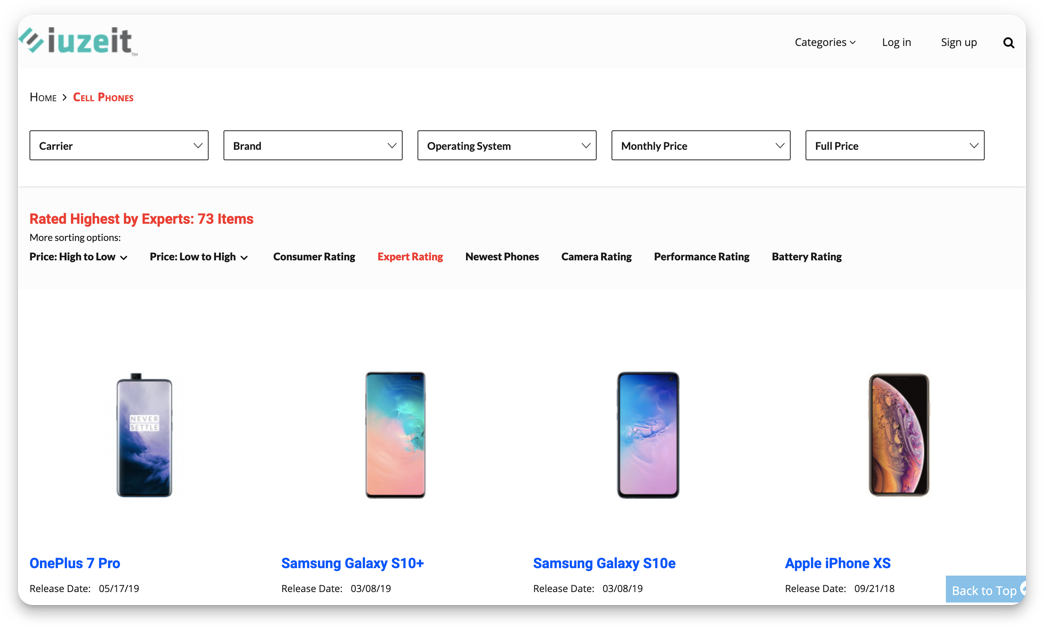 iuzeit™
Categories Log in Sign up
Home > Cell Phones
Carrier Brand Operating System Monthly Price Full Price
Rated Highest by Experts: 73 Items
More sorting options:
Price: High to Low Price: Low to High Consumer Rating Expert Rating Newest Phones Camera Rating Performance Rating Battery Rating
NEVER
SETTLE
OnePlus 7 Pro Samsung Galaxy S10+ Samsung Galaxy S10e Apple iPhone XS
Release Date: 05/17/19 Release Date: 03/08/19 Release Date: 03/08/19 Release Date: 09/21/18
Back to Top